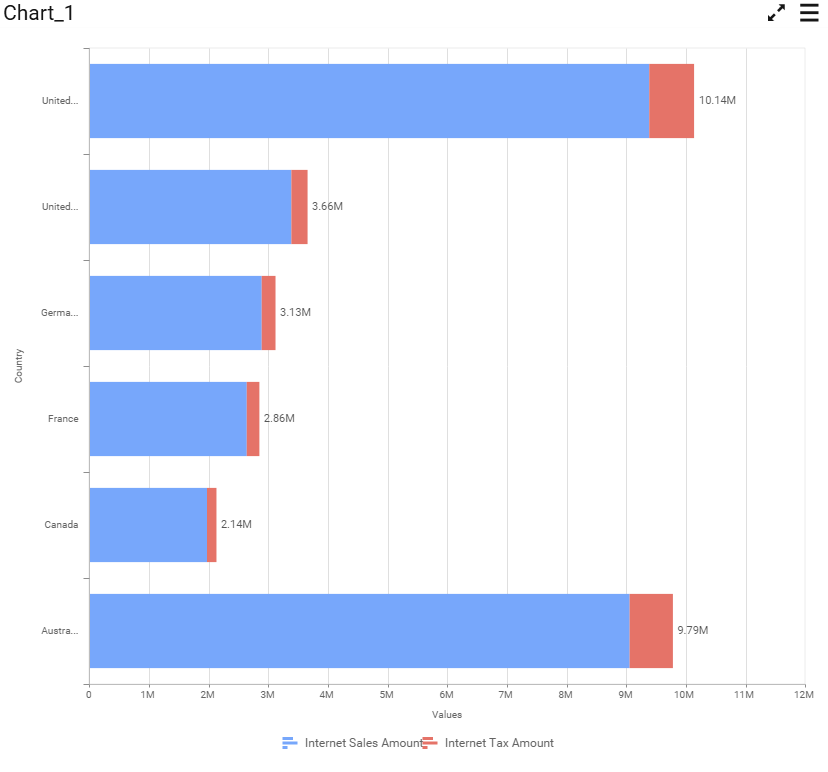 Chart_1
United...
10.14M
United...
3.66M
Germa...
3.13M
Country
France
2.86M
Canada
2.14M
Austra...
9.79M
0 1M 2M 3M 4M 5M 6M 7M 8M 9M 10M 11M 12M
Values
Internet Sales Amount Internet Tax Amount